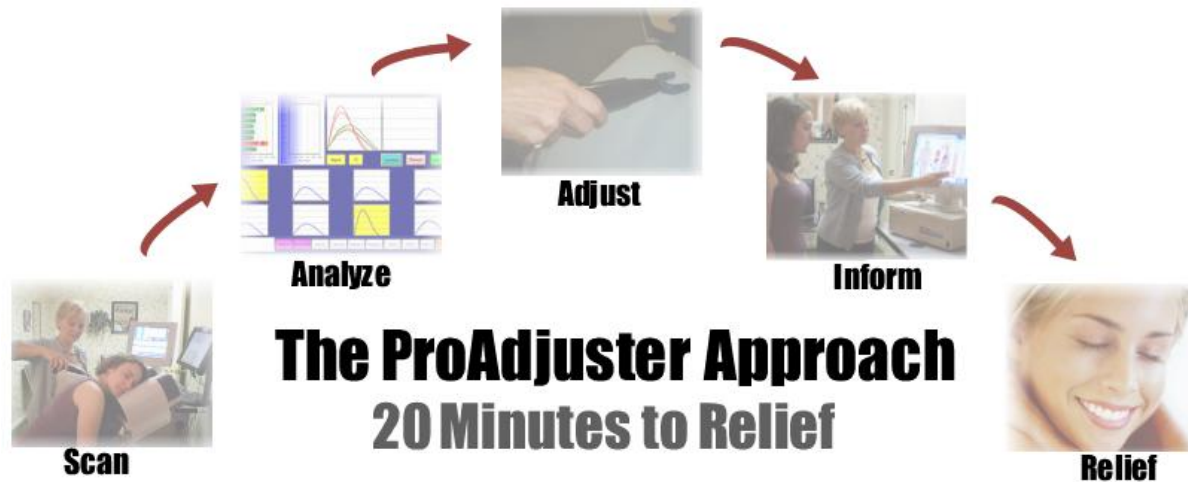 Scan
Analyze
Adjust
Inform
Relief
The ProAdjuster Approach
20 Minutes to Relief